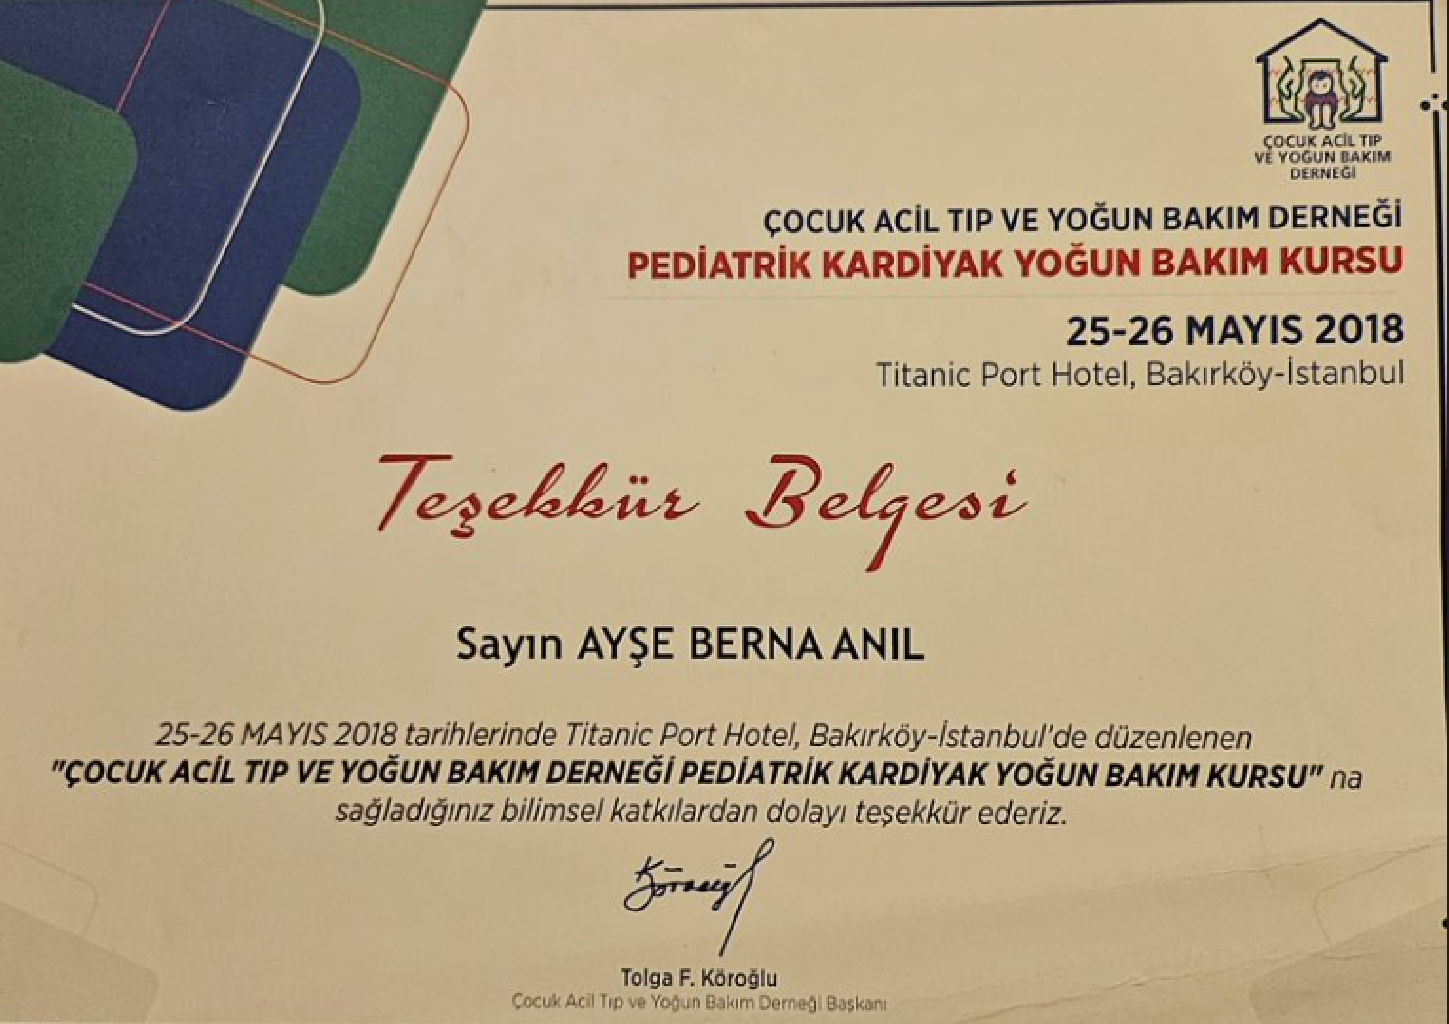 ÇOCUK ACİL TIP
VE YOĞUN BAKIM
DERNEĞİ
ÇOCUK ACİL TIP VE YOĞUN BAKIM DERNEĞİ
PEDİATRİK KARDİYAK YOĞUN BAKIM KURSU
25-26 MAYIS 2018
Titanic Port Hotel, Bakırköy-İstanbul
Teşekkür Belgesi
Sayın AYŞE BERNA ANIL
25-26 MAYIS 2018 tarihlerinde Titanic Port Hotel, Bakırköy-İstanbul'de düzenlenen
"ÇOCUK ACİL TIP VE YOĞUN BAKIM DERNEĞİ PEDİATRİK KARDİYAK YOĞUN BAKIM KURSU" na
sağladığınız bilimsel katkılardan dolayı teşekkür ederiz.
Tolga F. Köroğlu
Çocuk Acil Tıp ve Yoğun Bakım Derneği Başkanı